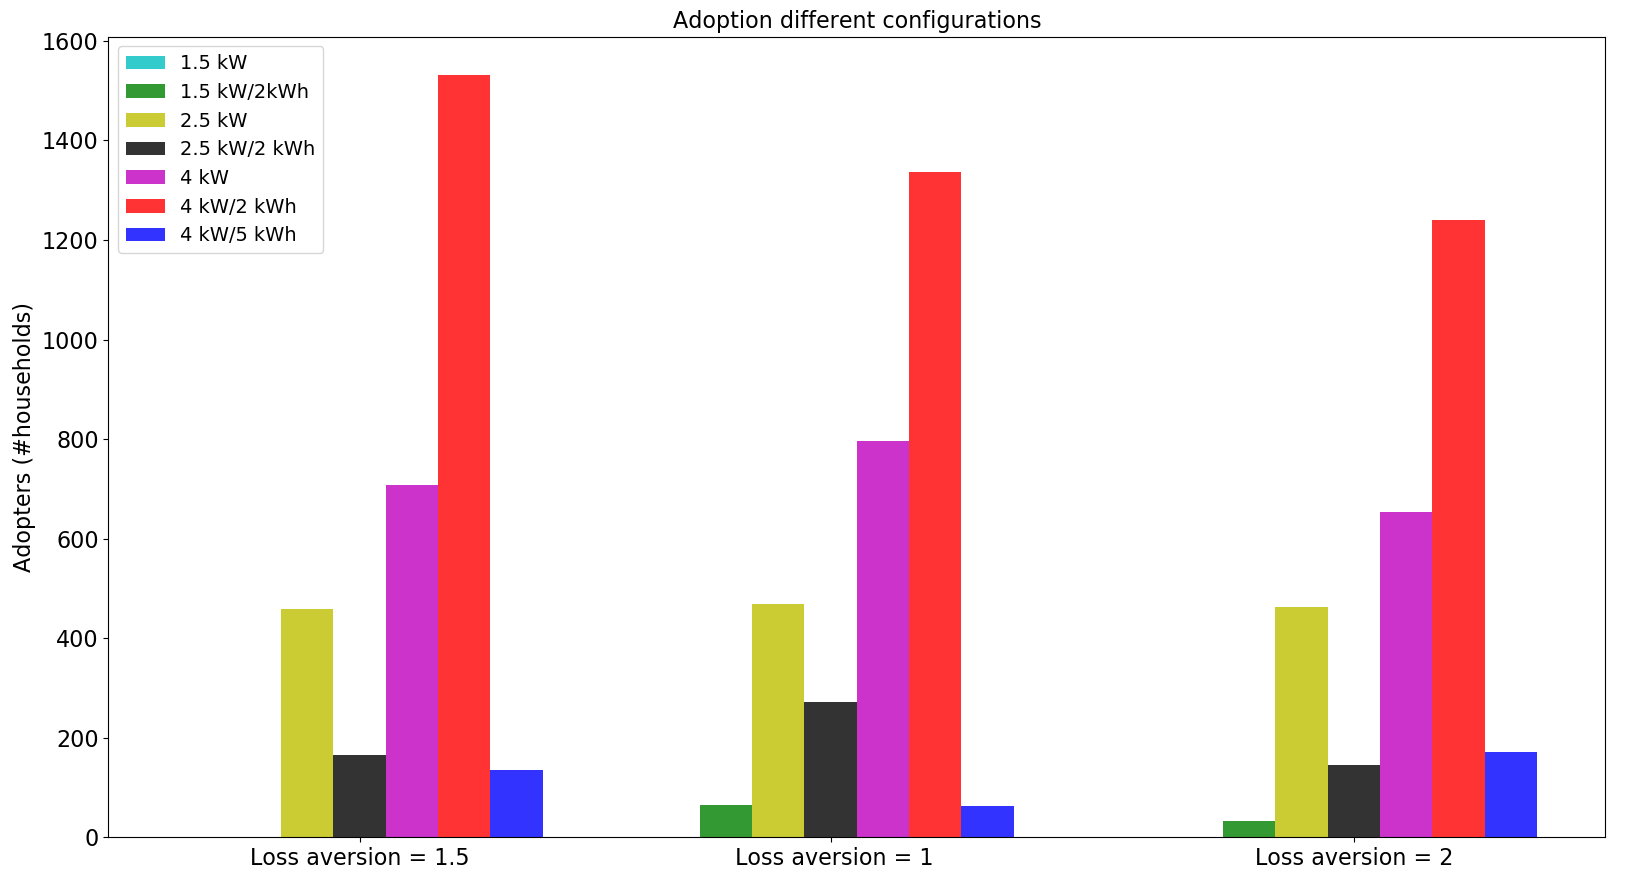 Adoption different configurations
1600
1400
1200
1000
800
600
400
200
0
Adopters (#households)
1.5 kW
1.5 kW/2kWh
2.5 kW
2.5 kW/2 kWh
4 kW
4 kW/2 kWh
4 kW/5 kWh
Loss aversion = 1.5
Loss aversion = 1
Loss aversion = 2